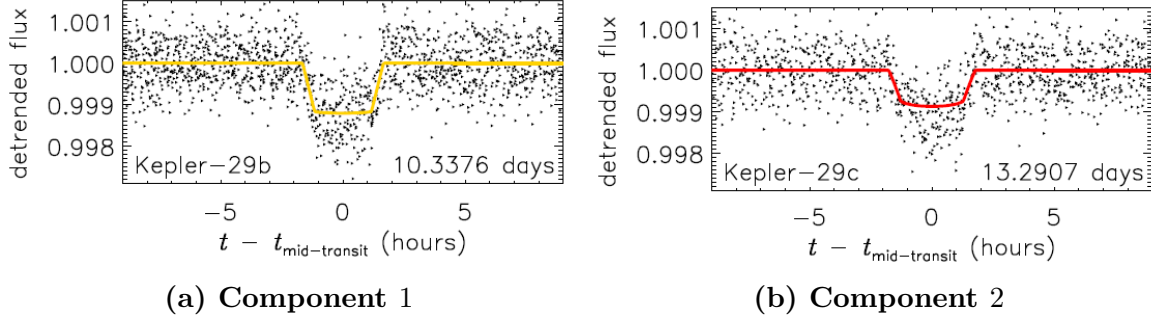 detrended flux
1.001
1.000
0.999
0.998
Kepler-29b 10.3376 days
−5 0 5
t − t_mid−transit (hours)
(a) Component 1
detrended flux
1.001
1.000
0.999
0.998
Kepler-29c 13.2907 days
−5 0 5
t − t_mid−transit (hours)
(b) Component 2